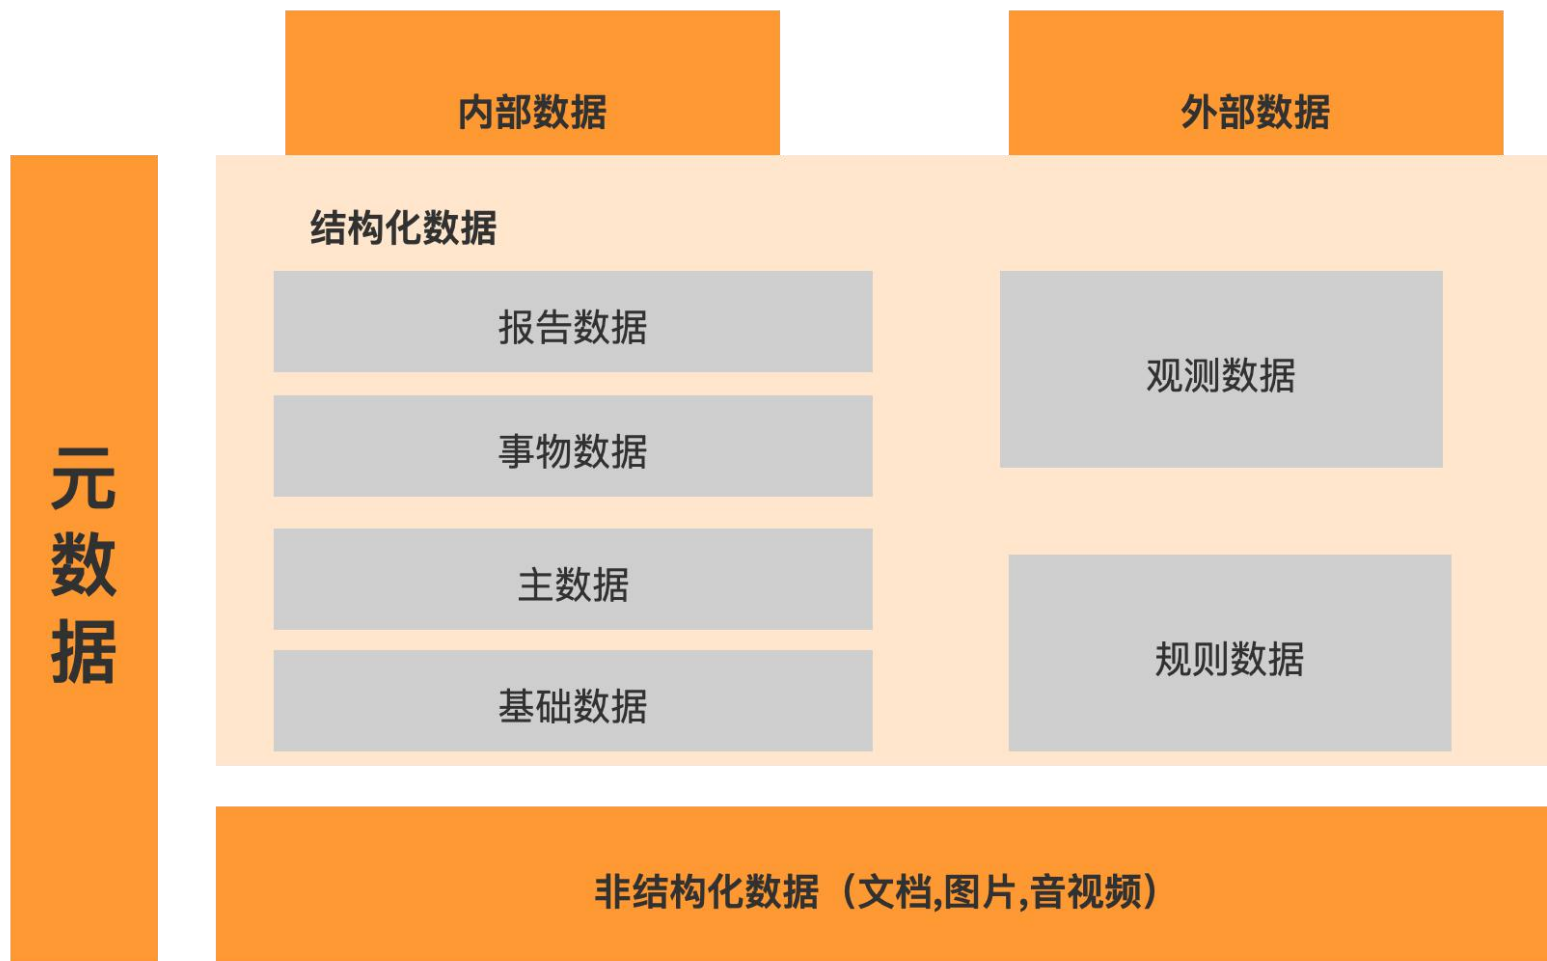 内部数据
外部数据
结构化数据
报告数据
观测数据
事物数据
主数据
规则数据
基础数据
元
数
据
非结构化数据（文档,图片,音视频）